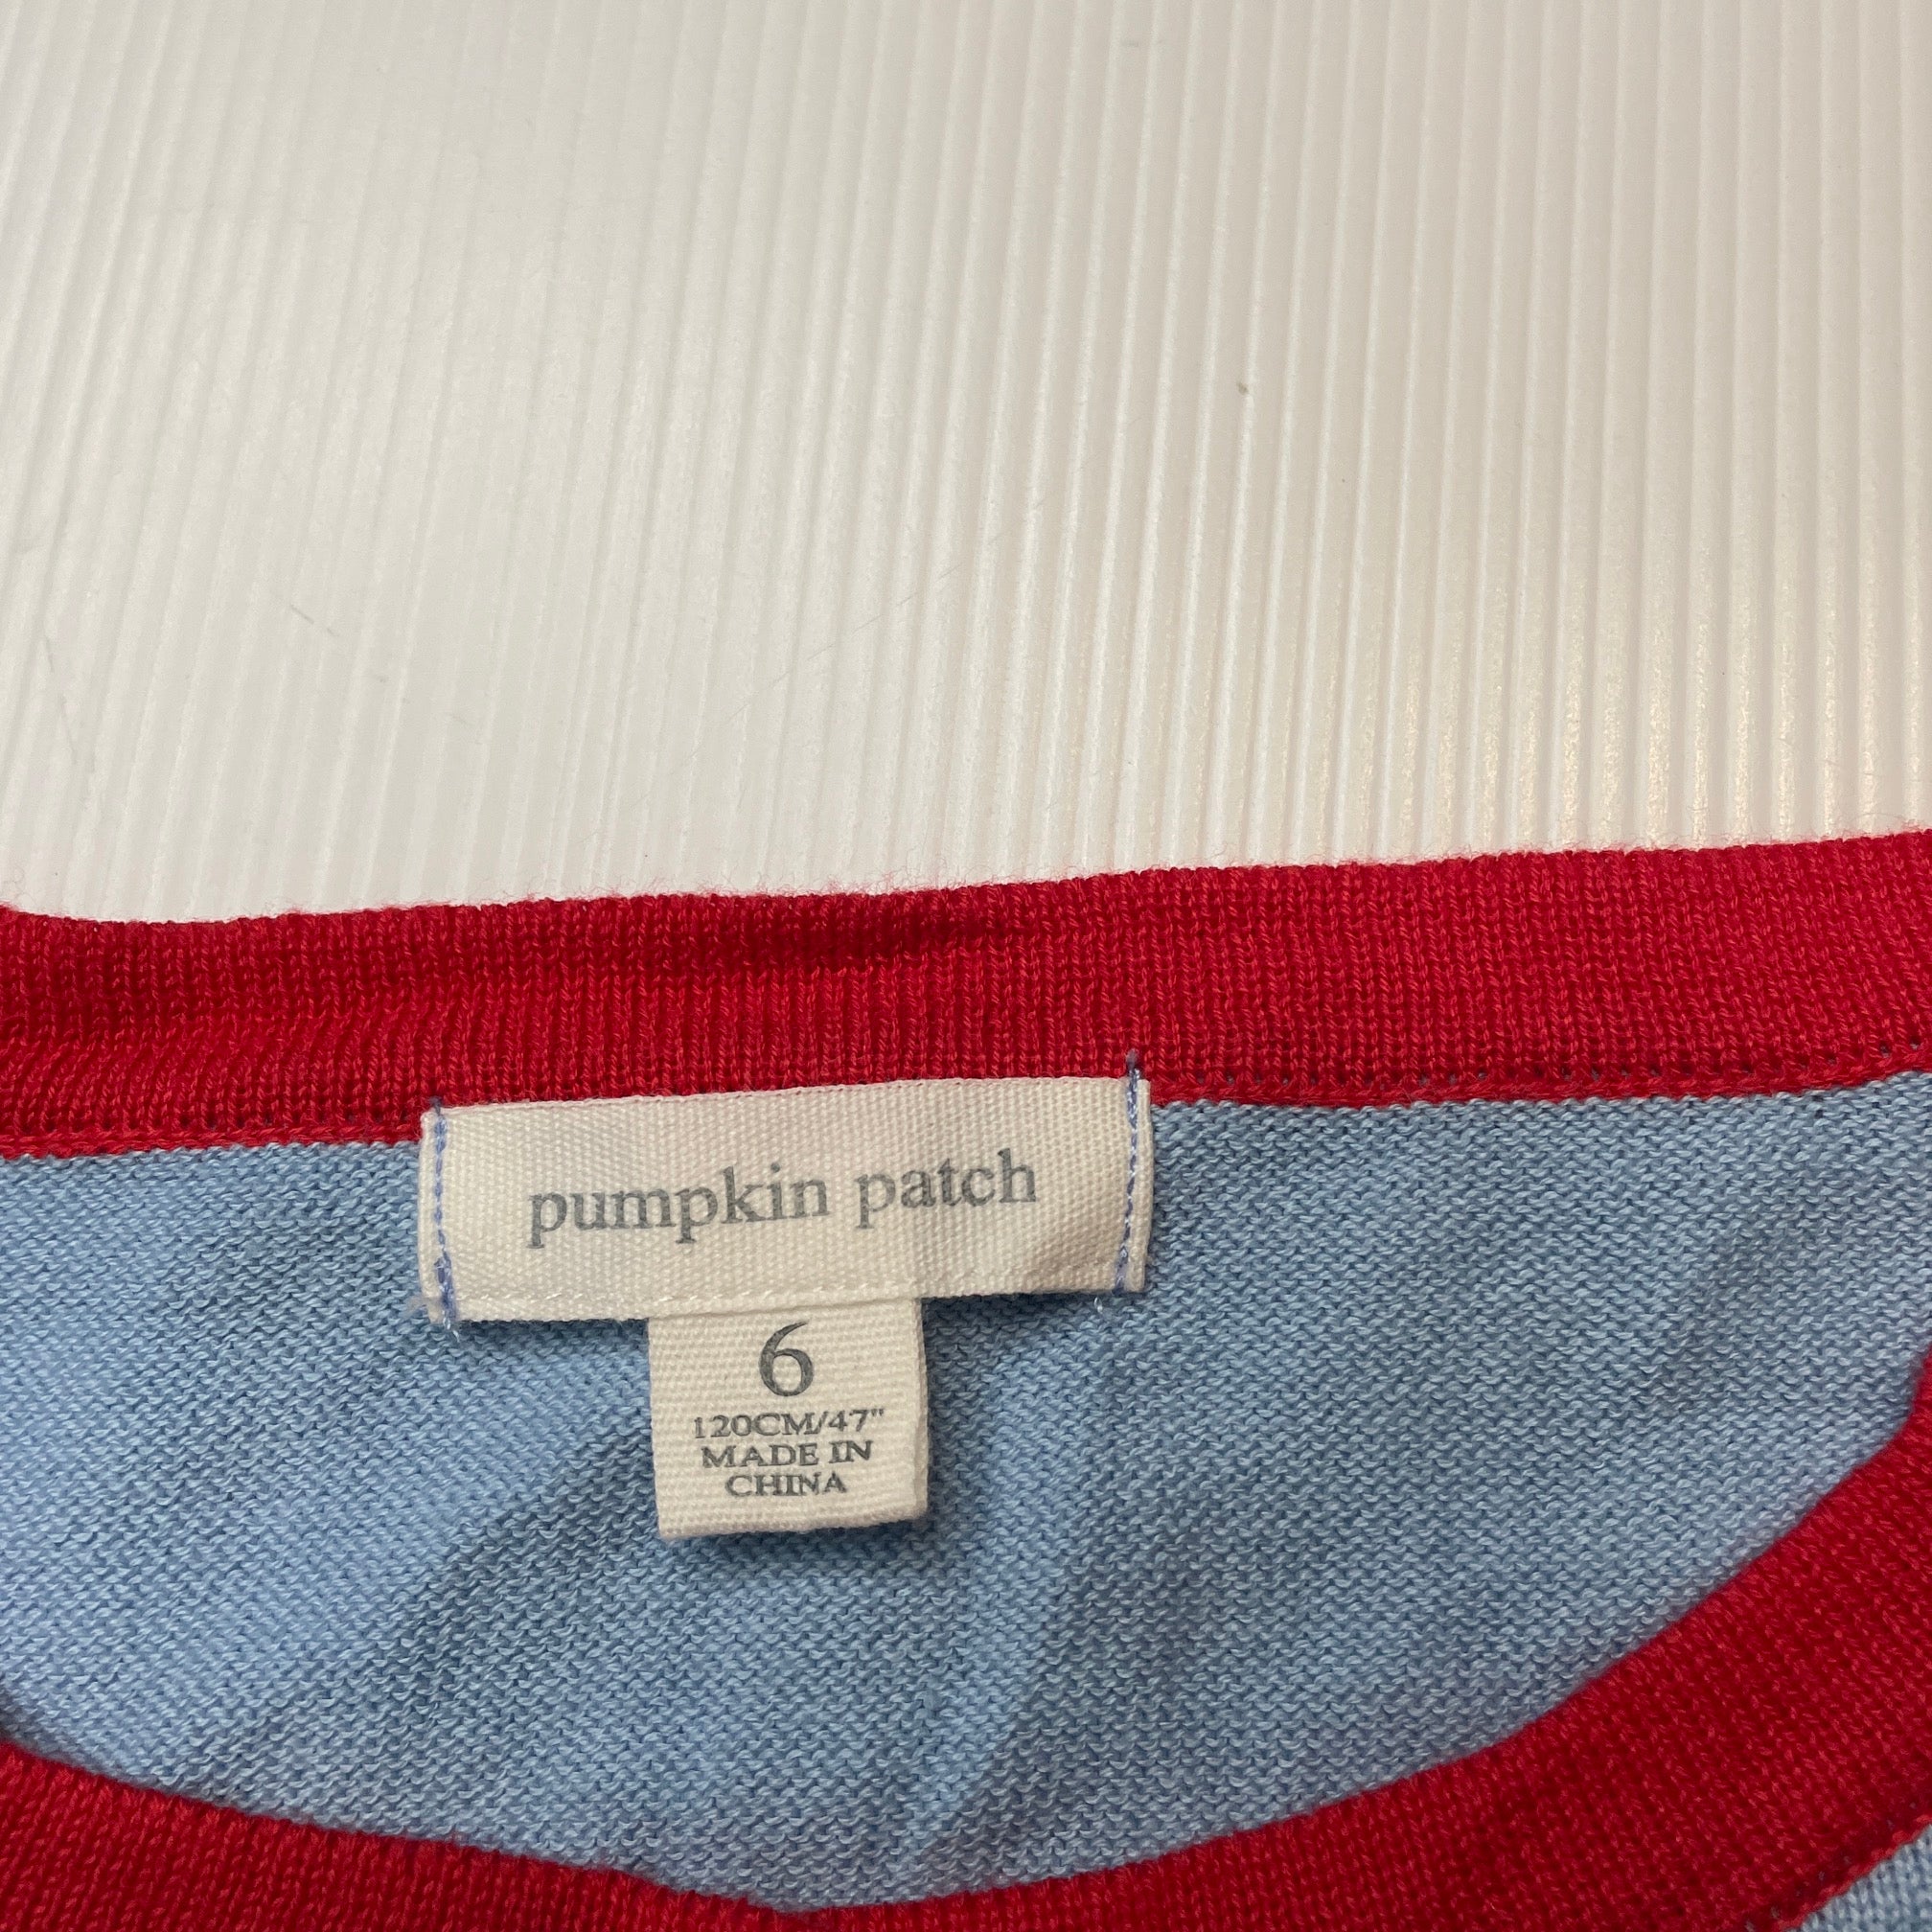 pumpkin patch
6
120CM/47"
MADE IN
CHINA